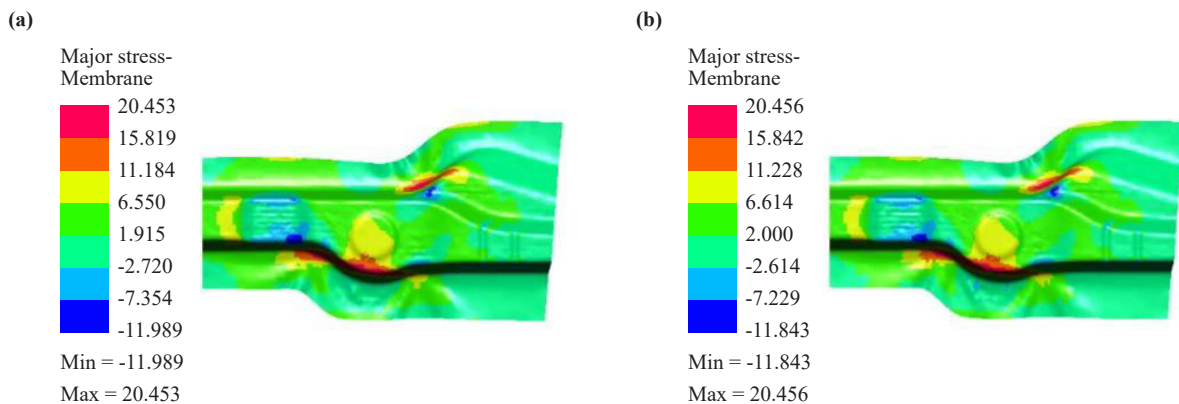 (a)
Major stress-
Membrane
20.453
15.819
11.184
6.550
1.915
-2.720
-7.354
-11.989
Min = -11.989
Max = 20.453
(b)
Major stress-
Membrane
20.456
15.842
11.228
6.614
2.000
-2.614
-7.229
-11.843
Min = -11.843
Max = 20.456